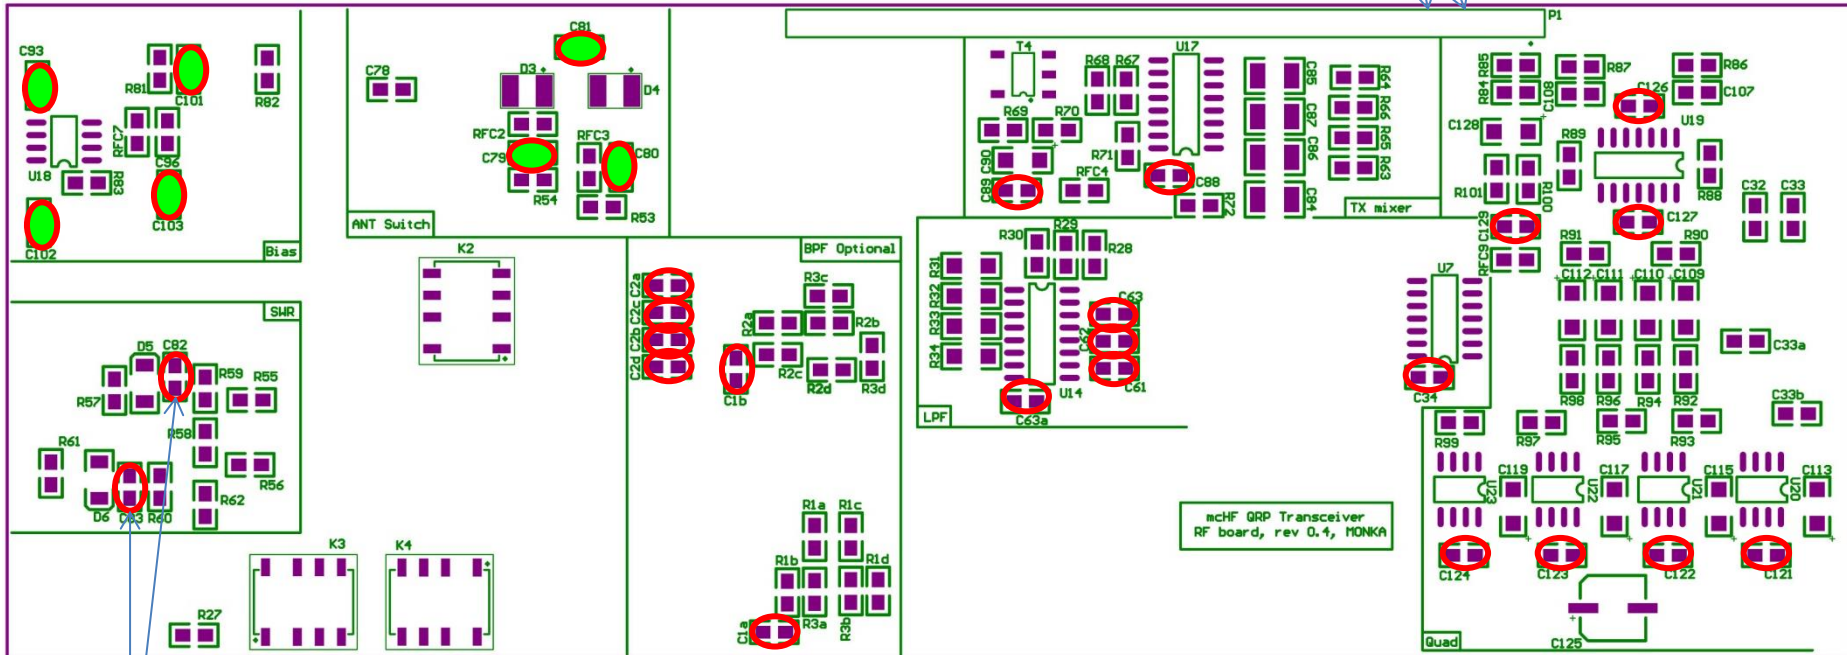 C93
R81
C101
R82
RFC7
C96
U18
R83
C103
C102
Bias
C81
C78
D3
D4
RFC2
RFC3
C79
C80
R54
R53
ANT Switch
P1
T4
U17
R68
R67
R69
R70
R71
C90
C89
RFC4
C88
R72
C85
C87
C86
C84
R64
R66
R65
R63
TX mixer
R85
R84
C108
R87
R86
C126
C107
C128
U19
R89
R88
R101
R100
C32
C33
C129
C127
RFC9
R91
R90
SWR
D5
C82
R59
R55
R57
R58
R61
R56
D6
C83
R60
R62
K2
BPF Optional
C2a
C2c
C2b
C2d
R3c
R2a
R2b
R2c
R2d
R3d
C1b
R30
R29
R28
R31
R32
R33
R34
C63
C62
C61
U14
C63a
LPF
U7
C34
C112
C111
C110
C109
C33a
R98
R96
R94
R92
C33b
R99
R97
R95
R93
C119
C117
C115
C113
U23
U22
U21
U20
C124
C123
C122
C121
C125
Quad
mcHF QRP Transceiver
RF board, rev 0.4, M0NKA
K3
K4
R27
R1a
R1c
R1b
R1d
R3a
R3b
C1a